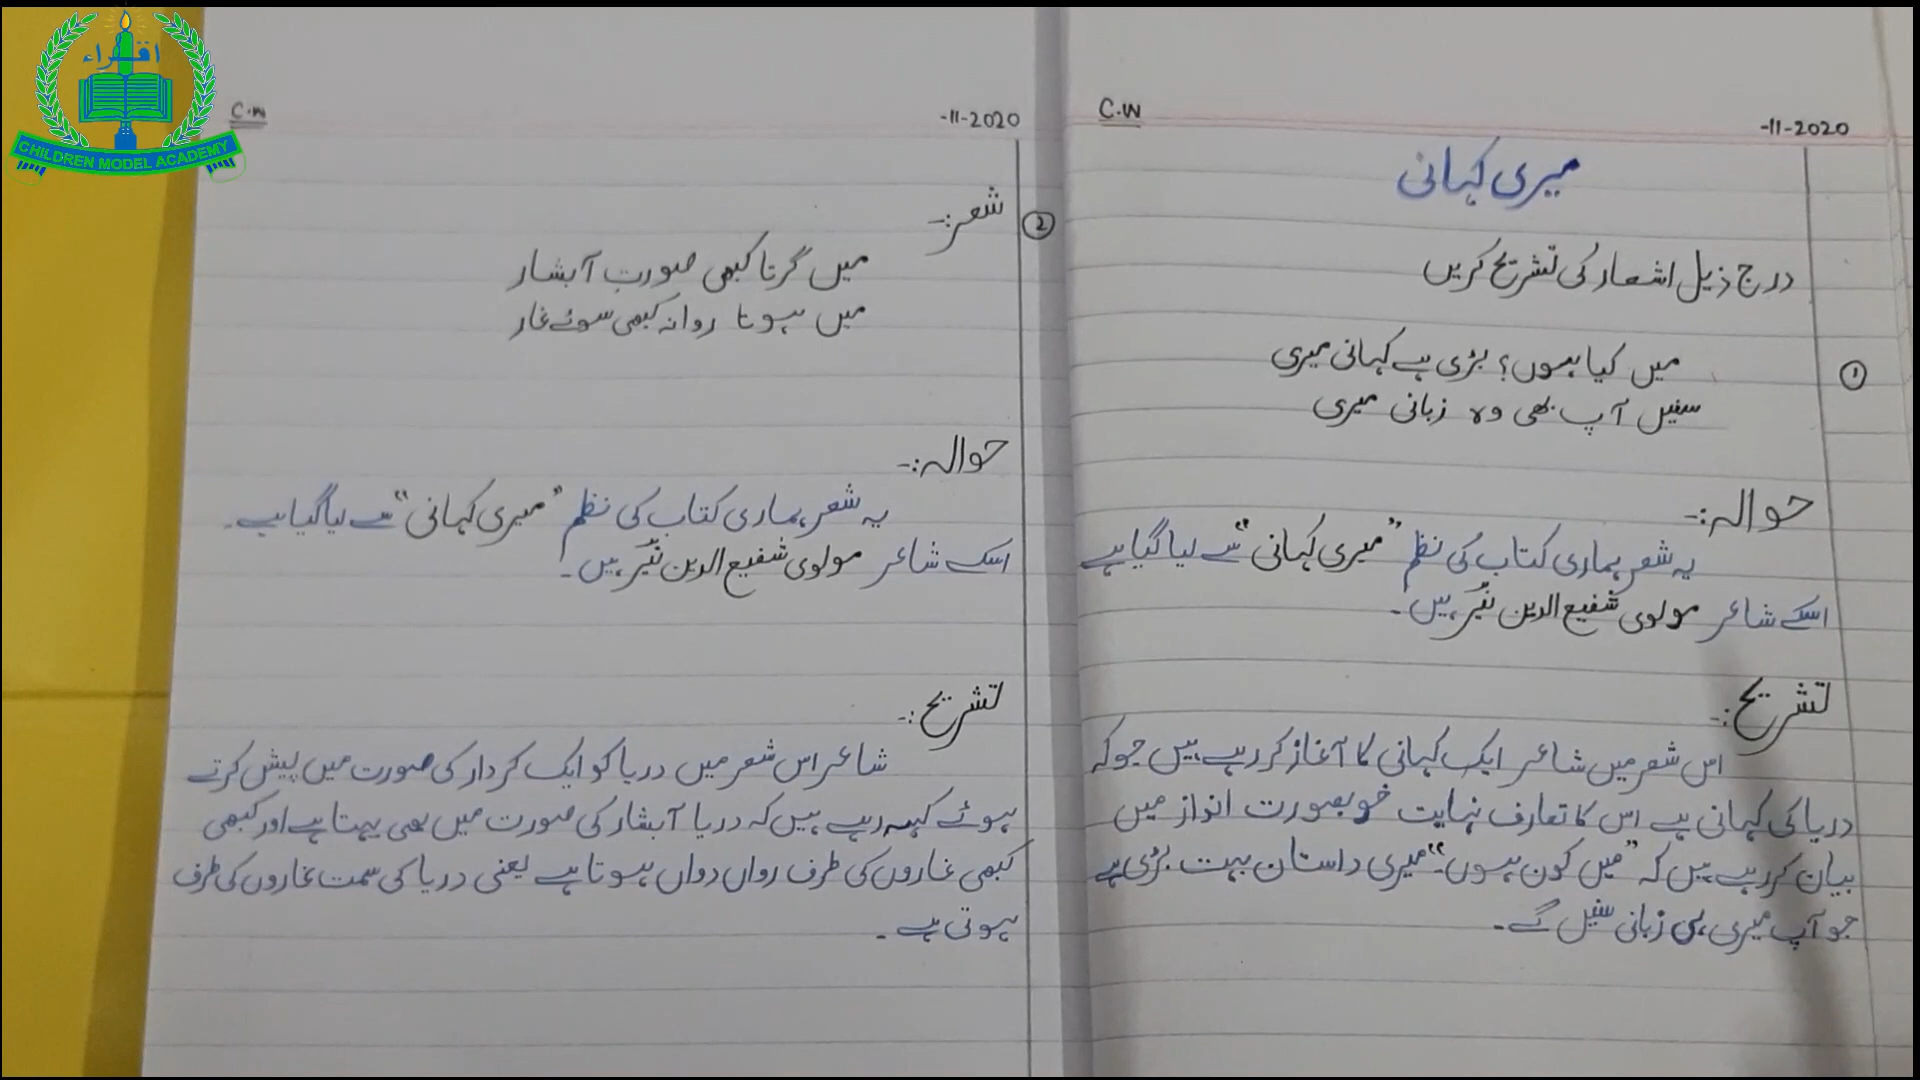 اقراء
CHILDREN MODEL ACADEMY
C.W
-11-2020
میری کہانی
درج ذیل اشعار کی تشریح کریں
①
میں کیا ہوں؟ بڑی ہے کہانی میری
سنیں آپ بھی وہ زبانی میری
حوالہ:-
یہ شعر ہماری کتاب کی نظم "میری کہانی" سے لیا گیا ہے
اسکے شاعر مولوی شفیع الدین نیّر ہیں۔
تشریح:-
اس شعر میں شاعر ایک کہانی کا آغاز کر رہے ہیں جو کہ
دریا کی کہانی ہے اس کا تعارف نہایت خوبصورت انداز میں
بیان کر رہے ہیں کہ "میں کون ہوں۔" میری داستان بہت بڑی ہے
جو آپ میری ہی زبانی سنیں گے۔
C.W
-11-2020
②
شعر:-
میں گرتا کبھی صورتِ آبشار
میں ہوتا روانہ کبھی سوئے غار
حوالہ:-
یہ شعر ہماری کتاب کی نظم "میری کہانی" سے لیا گیا ہے۔
اسکے شاعر مولوی شفیع الدین نیّر ہیں۔
تشریح:-
شاعر اس شعر میں دریا کو ایک کردار کی صورت میں پیش کرتے
ہوئے کہہ رہے ہیں کہ دریا آبشار کی صورت میں بھی بہتا ہے اور کبھی
کبھی غاروں کی طرف رواں دواں ہوتا ہے یعنی دریا کی سمت غاروں کی طرف
ہوتی ہے۔